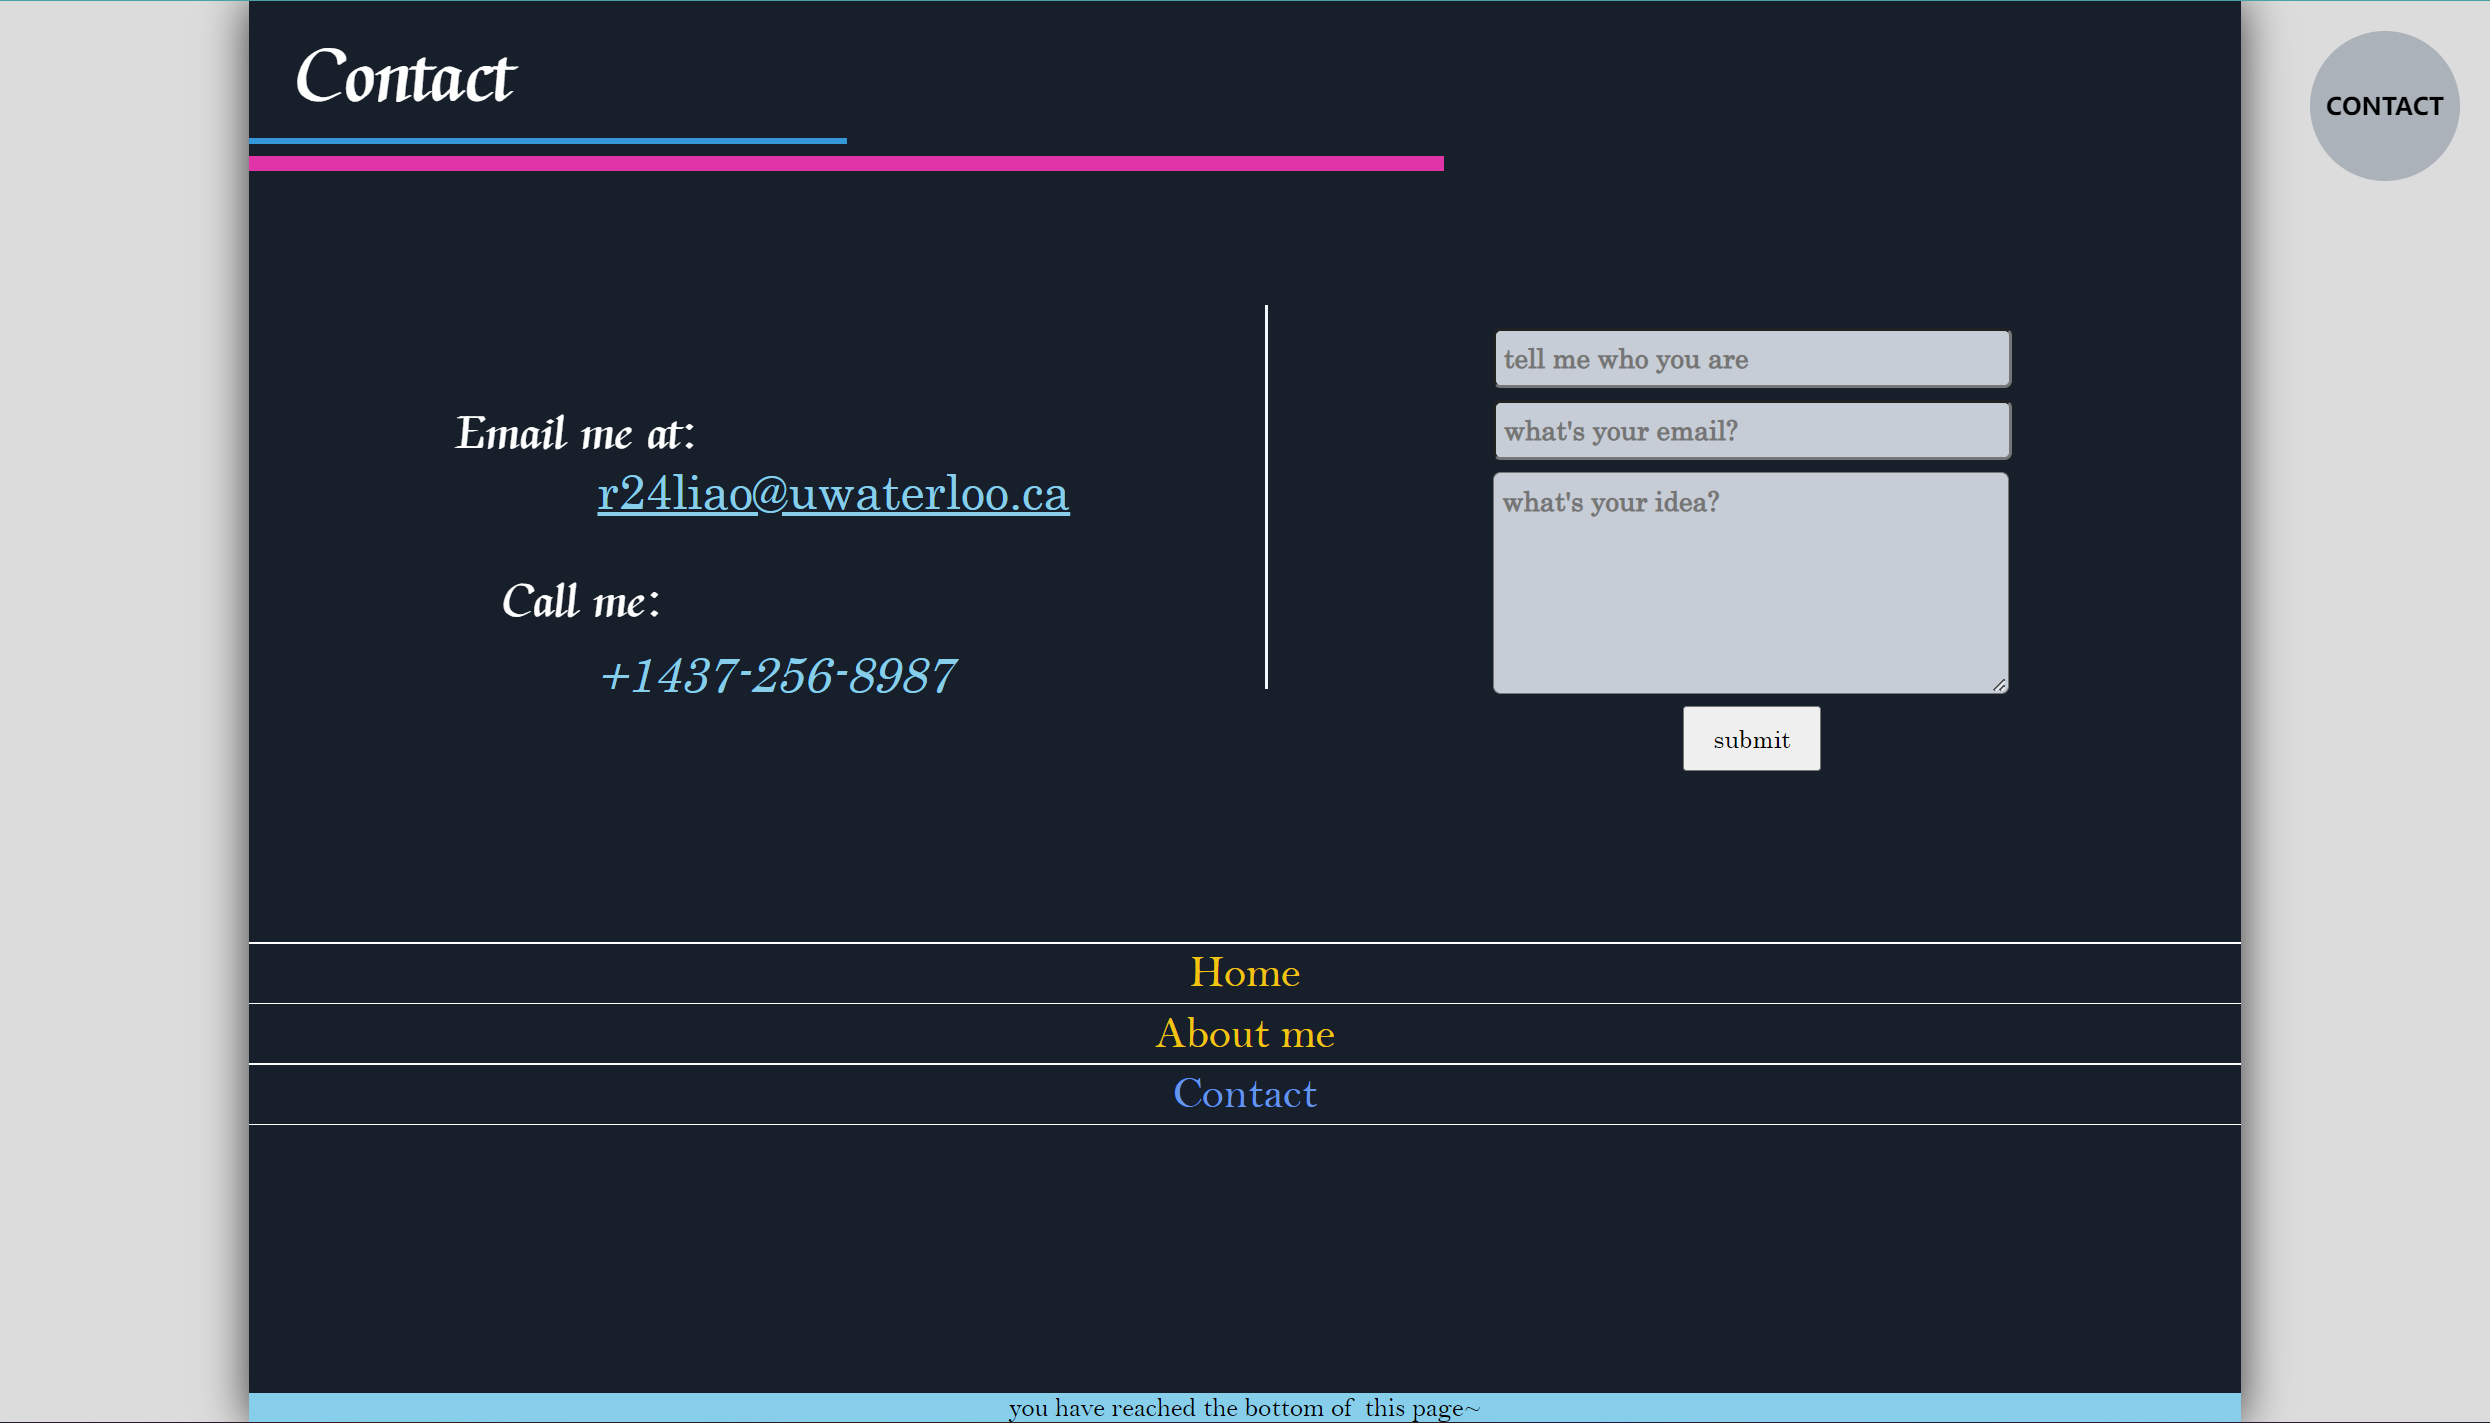 Contact
CONTACT
Email me at:
r24liao@uwaterloo.ca
Call me:
+1437-256-8987
tell me who you are
what's your email?
what's your idea?
submit
Home
About me
Contact
you have reached the bottom of this page~